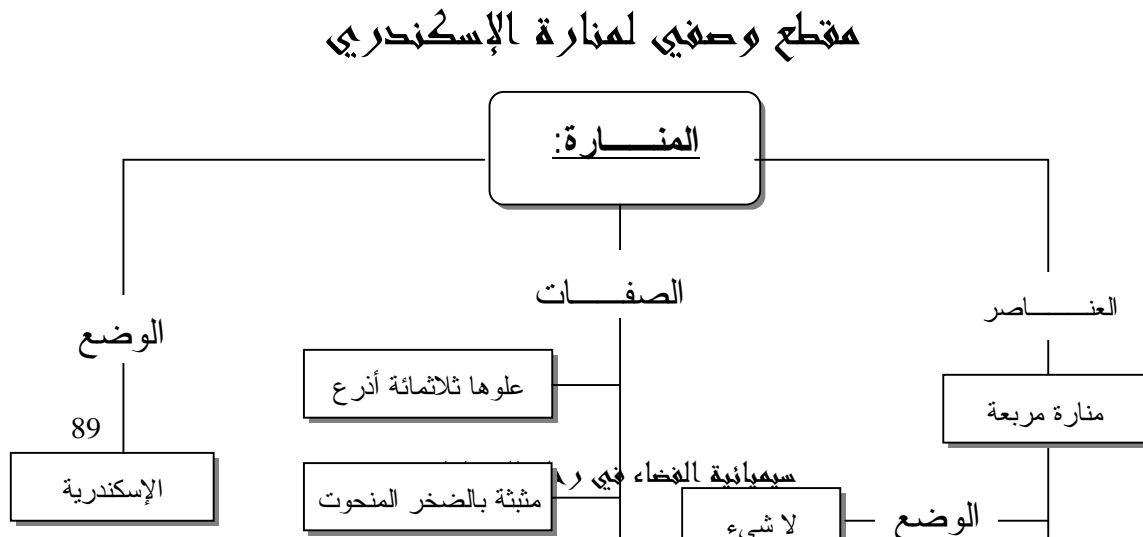 مقطع وصفي لمنارة الإسكندري
المنـــــارة:
العنـــــاصر
الصفـــــات
الوضع
منارة مربعة
علوها ثلاثمائة أذرع
89
الإسكندرية
سيميائية الفضاء في
مثبثة بالضخر المنحوت
الوضع
لا شيء